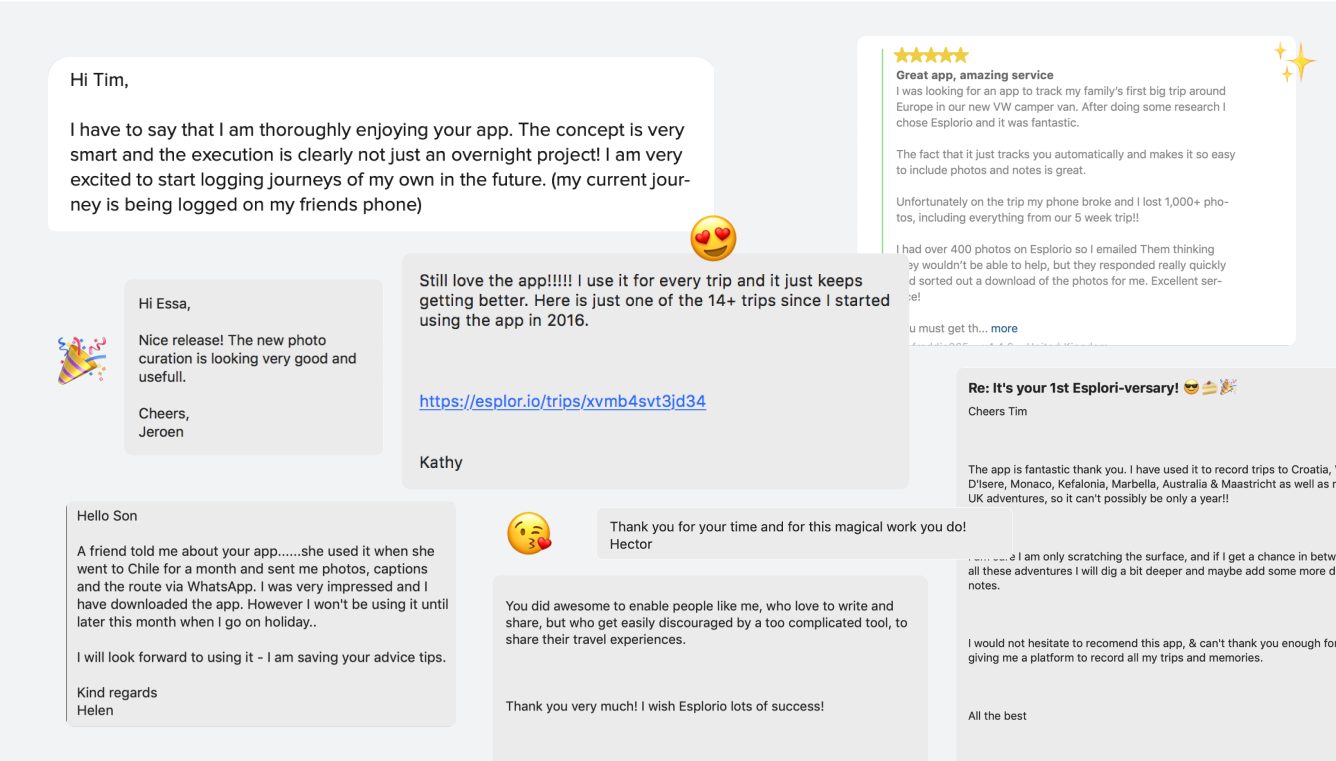 Hi Tim,
I have to say that I am thoroughly enjoying your app. The concept is very
smart and the execution is clearly not just an overnight project! I am very
excited to start logging journeys of my own in the future. (my current jour-
ney is being logged on my friends phone)
Great app, amazing service
I was looking for an app to track my family's first big trip around
Europe in our new VW camper van. After doing some research I
chose Esplorio and it was fantastic.
The fact that it just tracks you automatically and makes it so easy
to include photos and notes is great.
Unfortunately on the trip my phone broke and I lost 1,000+ pho-
tos, including everything from our 5 week trip!!
I had over 400 photos on Esplorio so I emailed Them thinking
wouldn't be able to help, but they responded really quickly
sorted out a download of the photos for me. Excellent ser-
must get th... more
Hi Essa,
Nice release! The new photo
curation is looking very good and
usefull.
Cheers,
Jeroen
Still love the app!!!!! I use it for every trip and it just keeps
getting better. Here is just one of the 14+ trips since I started
using the app in 2016.
https://esplor.io/trips/xvmb4svt3jd34
Kathy
Re: It's your 1st Esplori-versary! 😎🍰🎉
Cheers Tim
The app is fantastic thank you. I have used it to record trips to Croatia,
D'Isere, Monaco, Kefalonia, Marbella, Australia & Maastricht as well as
UK adventures, so it can't possibly be only a year!!
I am only scratching the surface, and if I get a chance in
all these adventures I will dig a bit deeper and maybe add some more
notes.
I would not hesitate to recomend this app, & can't thank you enough for
giving me a platform to record all my trips and memories.
All the best
Hello Son
A friend told me about your app......she used it when she
went to Chile for a month and sent me photos, captions
and the route via WhatsApp. I was very impressed and I
have downloaded the app. However I won't be using it until
later this month when I go on holiday..
I will look forward to using it - I am saving your advice tips.
Kind regards
Helen
Thank you for your time and for this magical work you do!
Hector
You did awesome to enable people like me, who love to write and
share, but who get easily discouraged by a too complicated tool, to
share their travel experiences.
Thank you very much! I wish Esplorio lots of success!